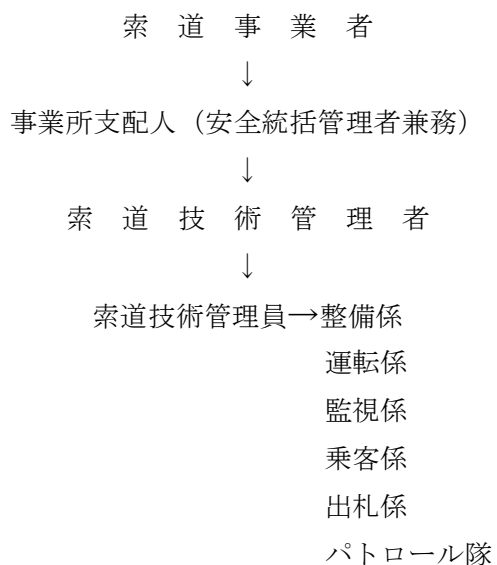 索　道　事　業　者
↓
事業所支配人（安全統括管理者兼務）
↓
索　道　技　術　管　理　者
↓
索道技術管理員→整備係
運転係
監視係
乗客係
出札係
パトロール隊